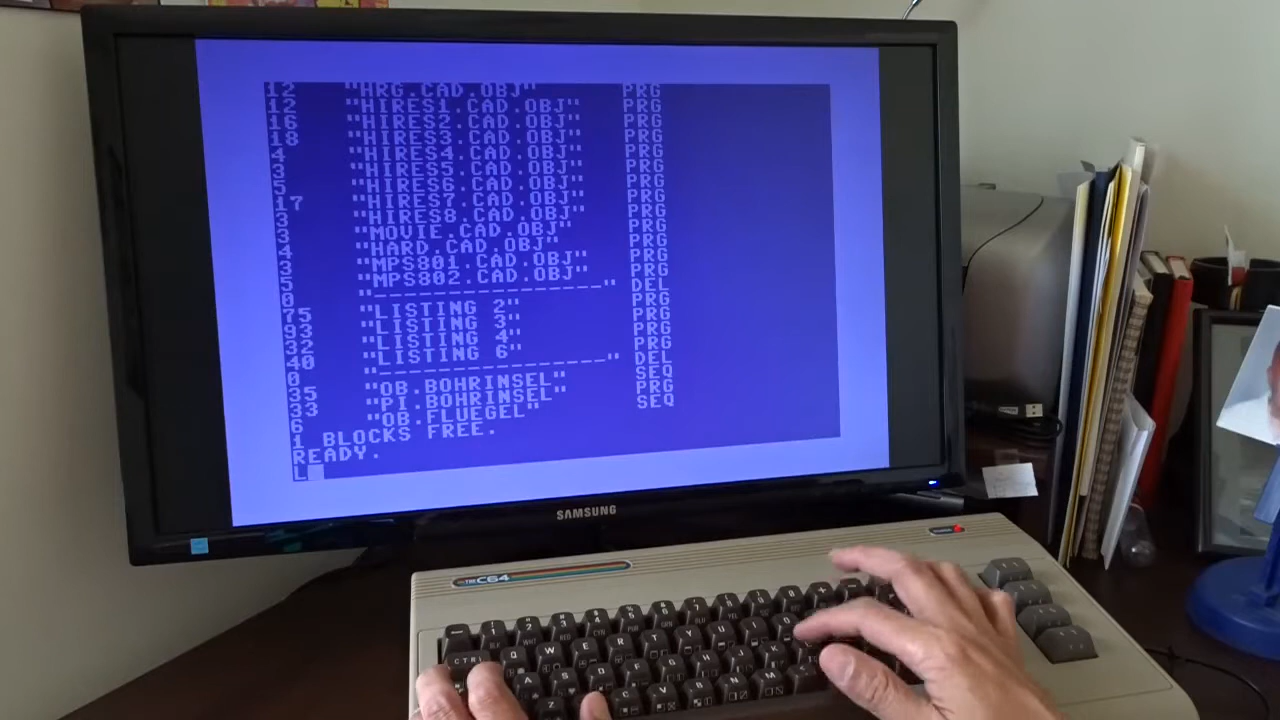 12 "HRG.CAD.OBJ" PRG
12 "HIRES1.CAD.OBJ" PRG
16 "HIRES2.CAD.OBJ" PRG
18 "HIRES3.CAD.OBJ" PRG
4 "HIRES4.CAD.OBJ" PRG
3 "HIRES5.CAD.OBJ" PRG
5 "HIRES6.CAD.OBJ" PRG
17 "HIRES7.CAD.OBJ" PRG
3 "HIRES8.CAD.OBJ" PRG
3 "MOVIE.CAD.OBJ" PRG
4 "HARD.CAD.OBJ" PRG
3 "MPS801.CAD.OBJ" PRG
5 "MPS802.CAD.OBJ" PRG
0 "----------------" DEL
75 "LISTING 2" PRG
93 "LISTING 3" PRG
32 "LISTING 4" PRG
40 "LISTING 6" PRG
0 "----------------" DEL
35 "OB.BOHRINSEL" SEQ
33 "PI.BOHRINSEL" PRG
6 "OB.FLUEGEL" SEQ
1 BLOCKS FREE.
READY.
L
SAMSUNG
THE C64
CTRL
Q W E R T Y U